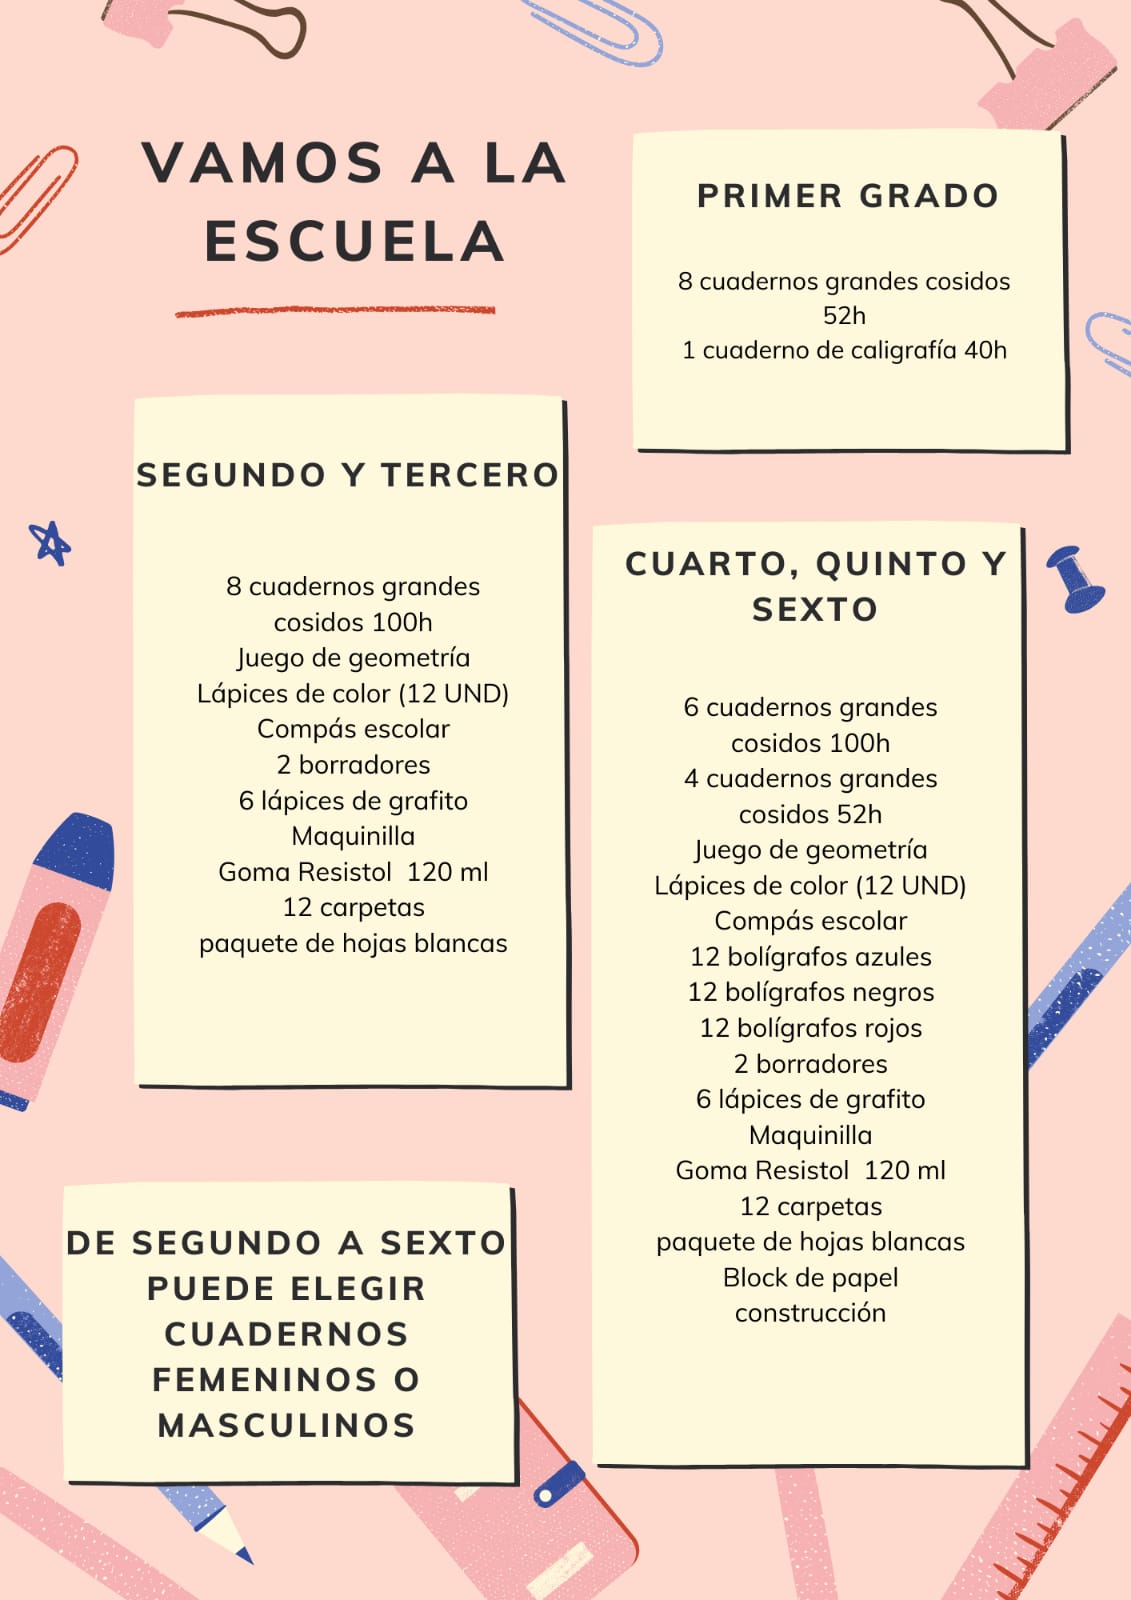 VAMOS A LA
ESCUELA
PRIMER GRADO
8 cuadernos grandes cosidos
52h
1 cuaderno de caligrafía 40h
SEGUNDO Y TERCERO
8 cuadernos grandes
cosidos 100h
Juego de geometría
Lápices de color (12 UND)
Compás escolar
2 borradores
6 lápices de grafito
Maquinilla
Goma Resistol  120 ml
12 carpetas
paquete de hojas blancas
CUARTO, QUINTO Y
SEXTO
6 cuadernos grandes
cosidos 100h
4 cuadernos grandes
cosidos 52h
Juego de geometría
Lápices de color (12 UND)
Compás escolar
12 bolígrafos azules
12 bolígrafos negros
12 bolígrafos rojos
2 borradores
6 lápices de grafito
Maquinilla
Goma Resistol  120 ml
12 carpetas
paquete de hojas blancas
Block de papel
construcción
DE SEGUNDO A SEXTO
PUEDE ELEGIR
CUADERNOS
FEMENINOS O
MASCULINOS